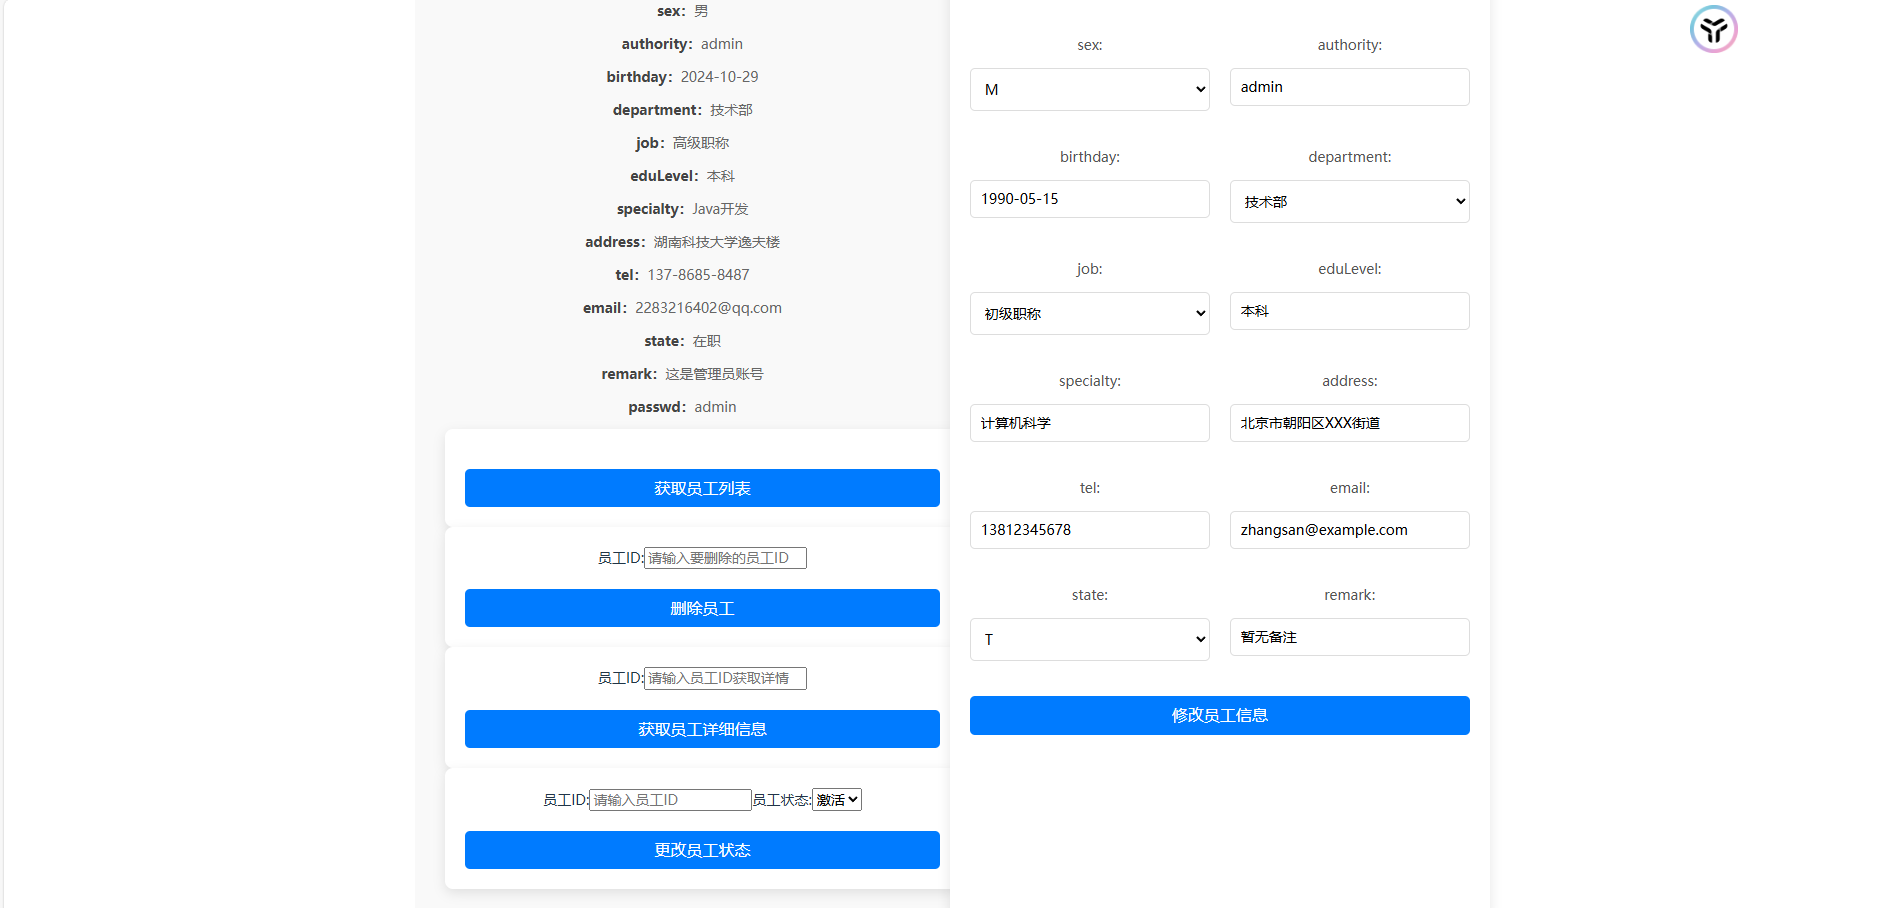 sex：男
authority：admin
birthday：2024-10-29
department：技术部
job：高级职称
eduLevel：本科
specialty：Java开发
address：湖南科技大学逸夫楼
tel：137-8685-8487
email：2283216402@qq.com
state：在职
remark：这是管理员账号
passwd：admin
获取员工列表
员工ID:请输入要删除的员工ID
删除员工
员工ID:请输入员工ID获取详情
获取员工详细信息
员工ID:请输入员工ID员工状态:激活
更改员工状态
sex: authority:
M admin
birthday: department:
1990-05-15 技术部
job: eduLevel:
初级职称 本科
specialty: address:
计算机科学 北京市朝阳区XXX街道
tel: email:
13812345678 zhangsan@example.com
state: remark:
T 暂无备注
修改员工信息